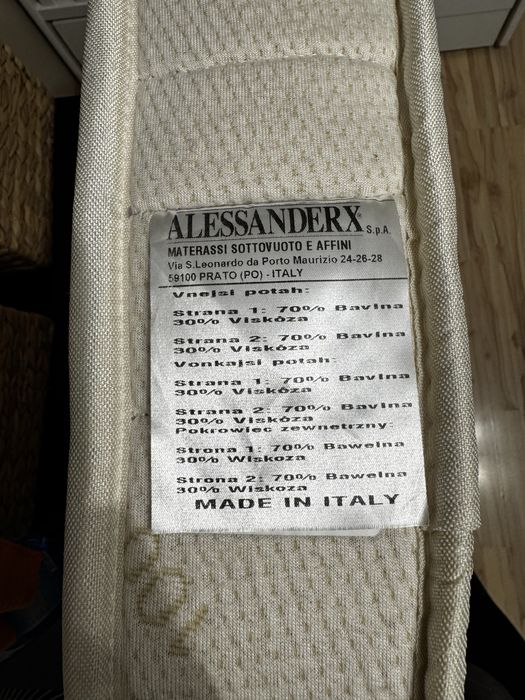 ALESSANDERX® S.p.A.
MATERASSI SOTTOVUOTO E AFFINI
Via S.Leonardo da Porto Maurizio 24-26-28
59100 PRATO (PO) - ITALY
Vnejsi potah:
Strana 1: 70% Bavlna
30% Viskóza
Strana 2: 70% Bavlna
30% Viskóza
Vonkajsi potah:
Strana 1: 70% Bavlna
30% Viskóza
Strana 2: 70% Bavlna
30% Viskóza
Pokrowiec zewnetrzny:
Strona 1: 70% Bawelna
30% Wiskoza
Strona 2: 70% Bawelna
30% Wiskoza
MADE IN ITALY